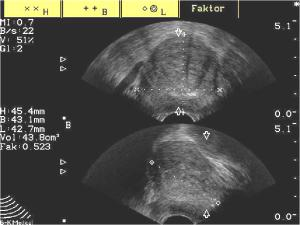 ×× H ++ B ◇◎ L Faktor
MI:0.7
B/s:22
V: 51%
Gl:2
5.1
0.0
H:45.4mm
B:43.1mm
L:42.7mm
Vol:43.8cm³
Fak:0.523
B
5.1
0.0
B-K Medical